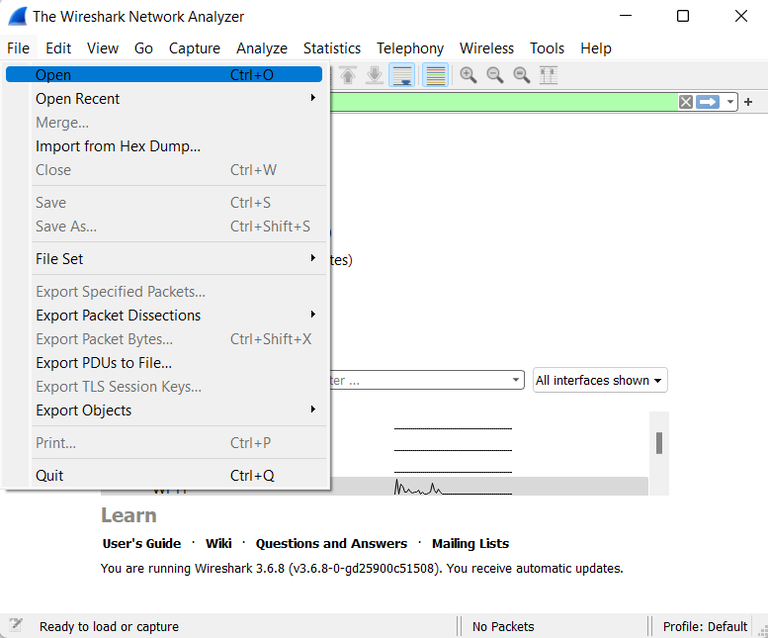 The Wireshark Network Analyzer
File Edit View Go Capture Analyze Statistics Telephony Wireless Tools Help
Open Ctrl+O
Open Recent
Merge...
Import from Hex Dump...
Close Ctrl+W
Save Ctrl+S
Save As... Ctrl+Shift+S
File Set
Export Specified Packets...
Export Packet Dissections
Export Packet Bytes... Ctrl+Shift+X
Export PDUs to File...
Export TLS Session Keys...
Export Objects
Print... Ctrl+P
Quit Ctrl+Q
)
tes)
ter ... All interfaces shown
Learn
User's Guide · Wiki · Questions and Answers · Mailing Lists
You are running Wireshark 3.6.8 (v3.6.8-0-gd25900c51508). You receive automatic updates.
Ready to load or capture No Packets Profile: Default